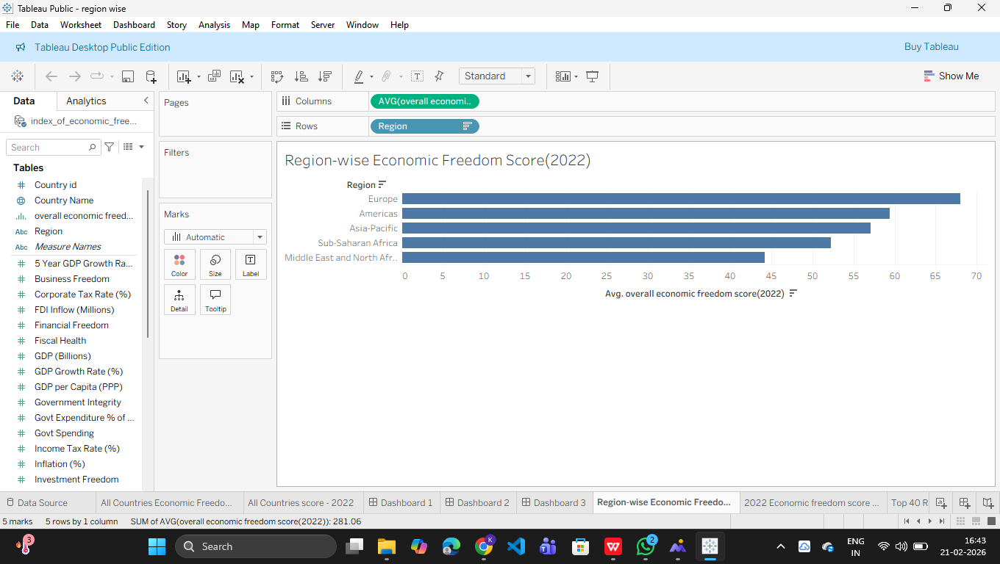 Tableau Public - region wise
File Data Worksheet Dashboard Story Analysis Map Format Server Window Help
Tableau Desktop Public Edition
Buy Tableau
Standard
Show Me
Data
Analytics
index_of_economic_free...
Search
Tables
Country id
Country Name
overall economic freed...
Abc Region
Abc Measure Names
5 Year GDP Growth Ra...
Business Freedom
Corporate Tax Rate (%)
FDI Inflow (Millions)
Financial Freedom
Fiscal Health
GDP (Billions)
GDP Growth Rate (%)
GDP per Capita (PPP)
Government Integrity
Govt Expenditure % of ...
Govt Spending
Income Tax Rate (%)
Inflation (%)
Investment Freedom
Pages
Filters
Marks
Automatic
Color
Size
Label
Detail
Tooltip
Columns
AVG(overall economi..
Rows
Region
Region-wise Economic Freedom Score(2022)
Region
Europe
Americas
Asia-Pacific
Sub-Saharan Africa
Middle East and North Afr..
0 5 10 15 20 25 30 35 40 45 50 55 60 65 70
Avg. overall economic freedom score(2022)
Data Source
All Countries Economic Freedo...
All Countries score - 2022
Dashboard 1
Dashboard 2
Dashboard 3
Region-wise Economic Freedo...
2022 Economic freedom score ...
Top 40 R
5 marks
5 rows by 1 column
SUM of AVG(overall economic freedom score(2022)): 281.06
3
Search
K
2
ENG
IN
16:43
21-02-2026